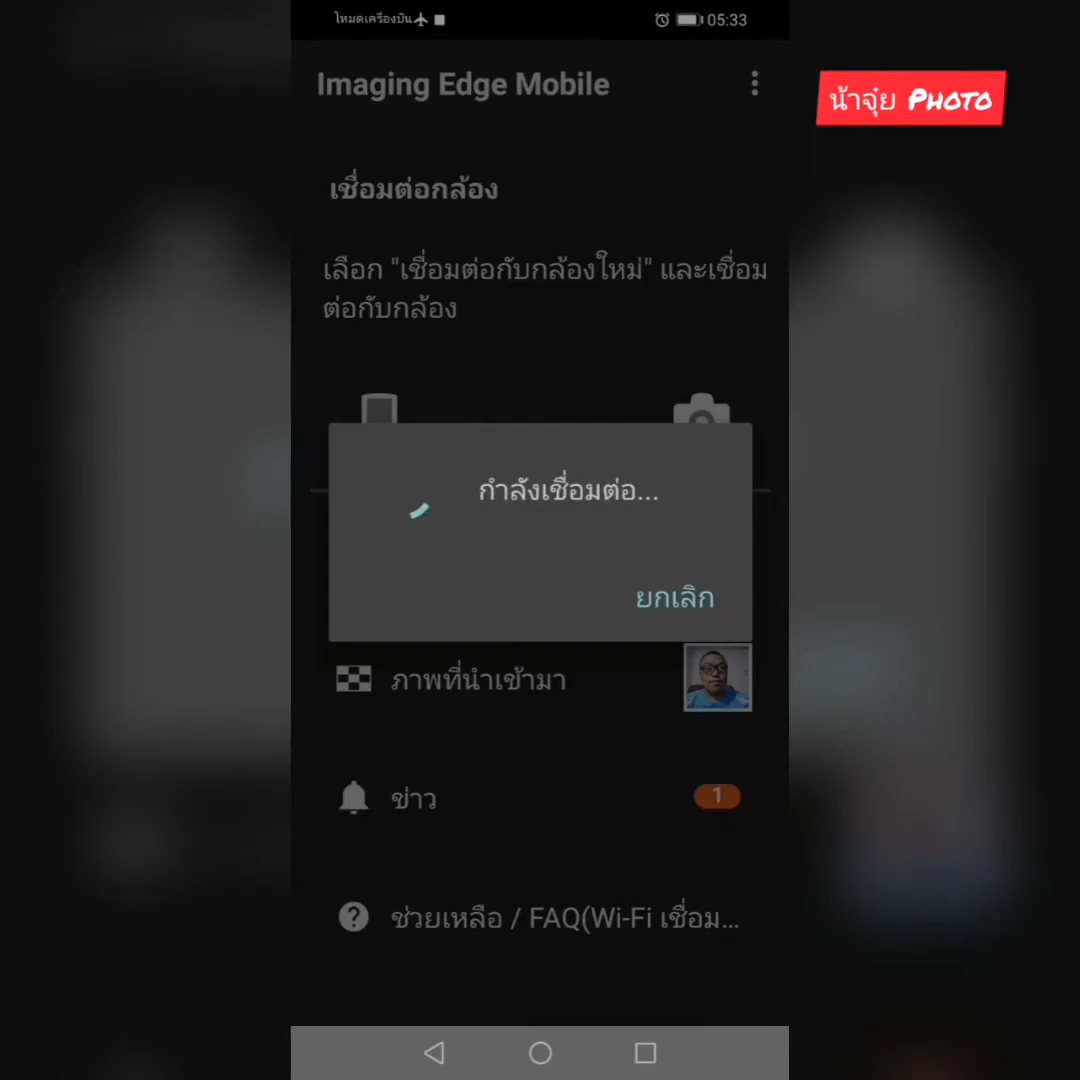 โหมดเครื่องบิน
05:33
Imaging Edge Mobile
น้าจุ๋ย PHOTO
เชื่อมต่อกล้อง
เลือก "เชื่อมต่อกับกล้องใหม่" และเชื่อม
ต่อกับกล้อง
กำลังเชื่อมต่อ...
ยกเลิก
ภาพที่นำเข้ามา
ข่าว
1
ช่วยเหลือ / FAQ(Wi-Fi เชื่อม...